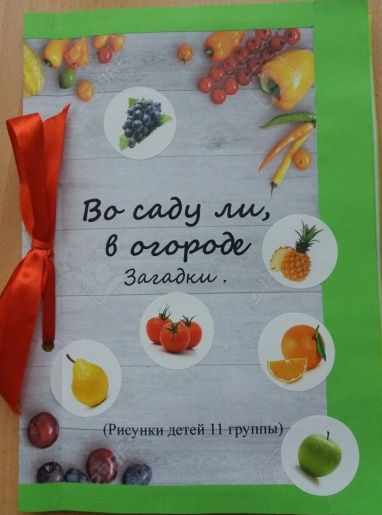 Во саду ли,
в огороде
Загадки .
(Рисунки детей 11 группы)